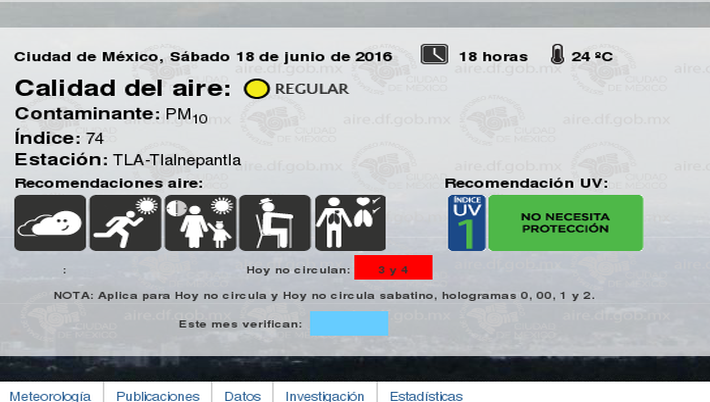 Ciudad de México, Sábado 18 de junio de 2016 18 horas 24 ºC
Calidad del aire: REGULAR
Contaminante: PM10
Índice: 74
Estación: TLA-Tlalnepantla
Recomendaciones aire: Recomendación UV:
ÍNDICE UV 1 NO NECESITA PROTECCIÓN
: Hoy no circulan: 3 y 4
NOTA: Aplica para Hoy no circula y Hoy no circula sabatino, hologramas 0, 00, 1 y 2.
Este mes verifican:
Meteorología Publicaciones Datos Investigación Estadísticas
aire.df.gob.mx
CIUDAD DE MÉXICO